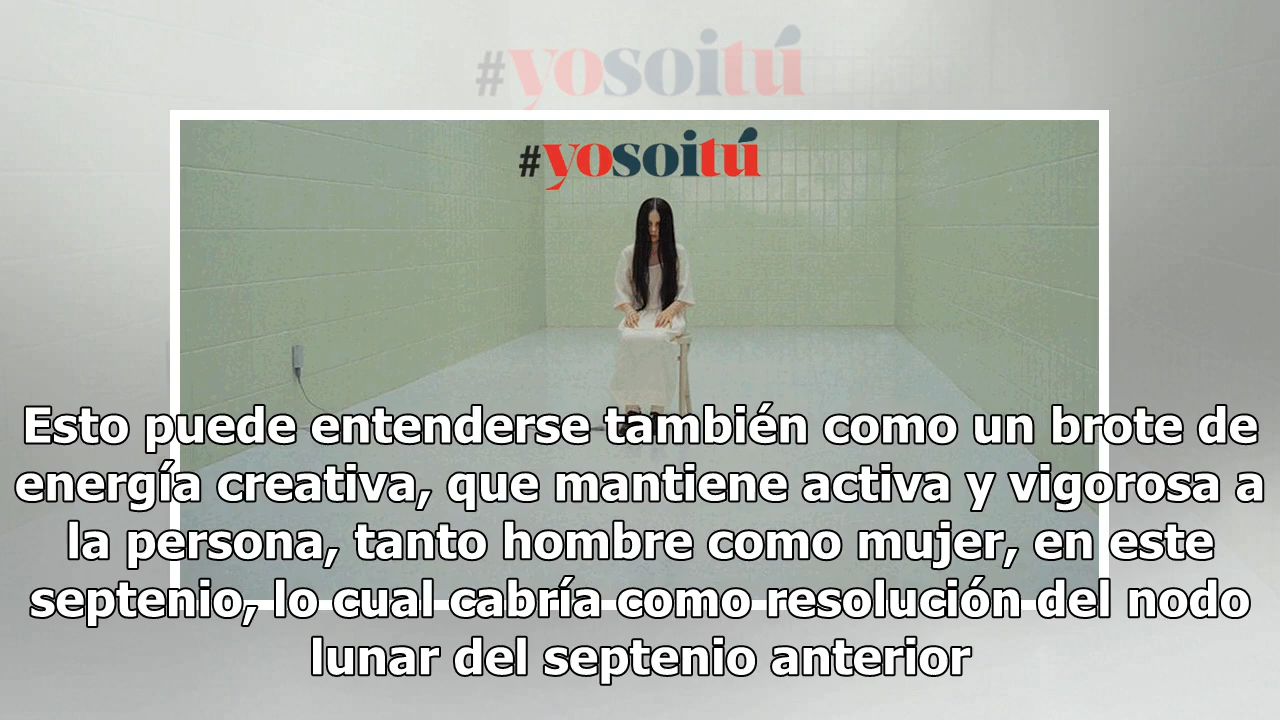 #yosoitú
#yosoitú
Esto puede entenderse también como un brote de
energía creativa, que mantiene activa y vigorosa a
la persona, tanto hombre como mujer, en este
septenio, lo cual cabría como resolución del nodo
lunar del septenio anterior